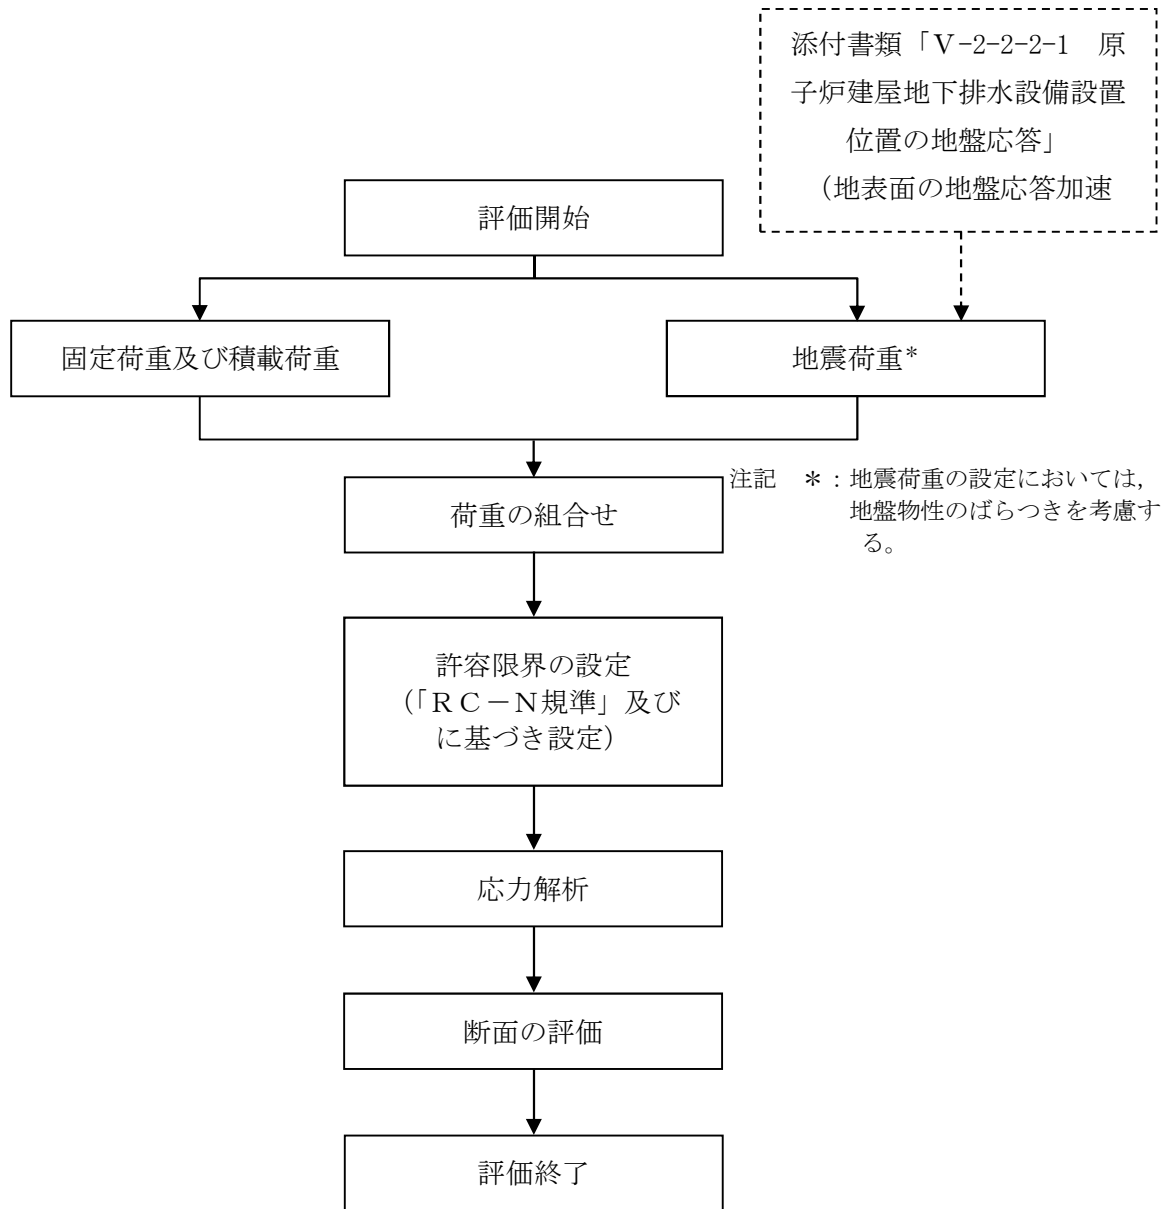 添付書類「Ⅴ-2-2-2-1　原
子炉建屋地下排水設備設置
位置の地盤応答」
（地表面の地盤応答加速
評価開始
固定荷重及び積載荷重
地震荷重*
荷重の組合せ
注記　＊：地震荷重の設定においては，
地盤物性のばらつきを考慮す
る。
許容限界の設定
（「ＲＣ－Ｎ規準」及び
に基づき設定）
応力解析
断面の評価
評価終了